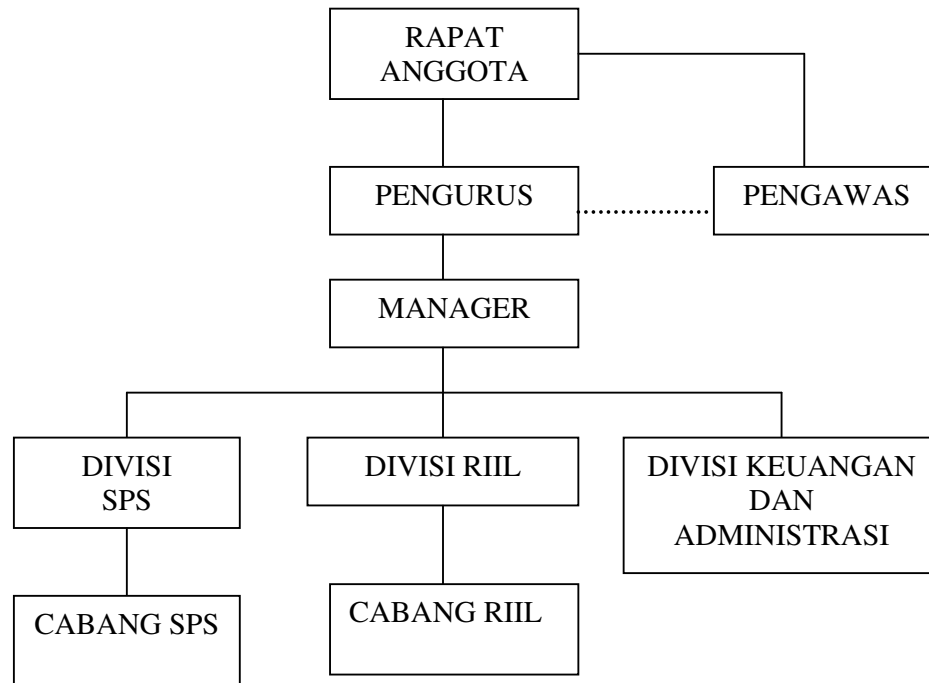 RAPAT
ANGGOTA
PENGURUS
PENGAWAS
MANAGER
DIVISI
SPS
DIVISI RIIL
DIVISI KEUANGAN
DAN
ADMINISTRASI
CABANG SPS
CABANG RIIL